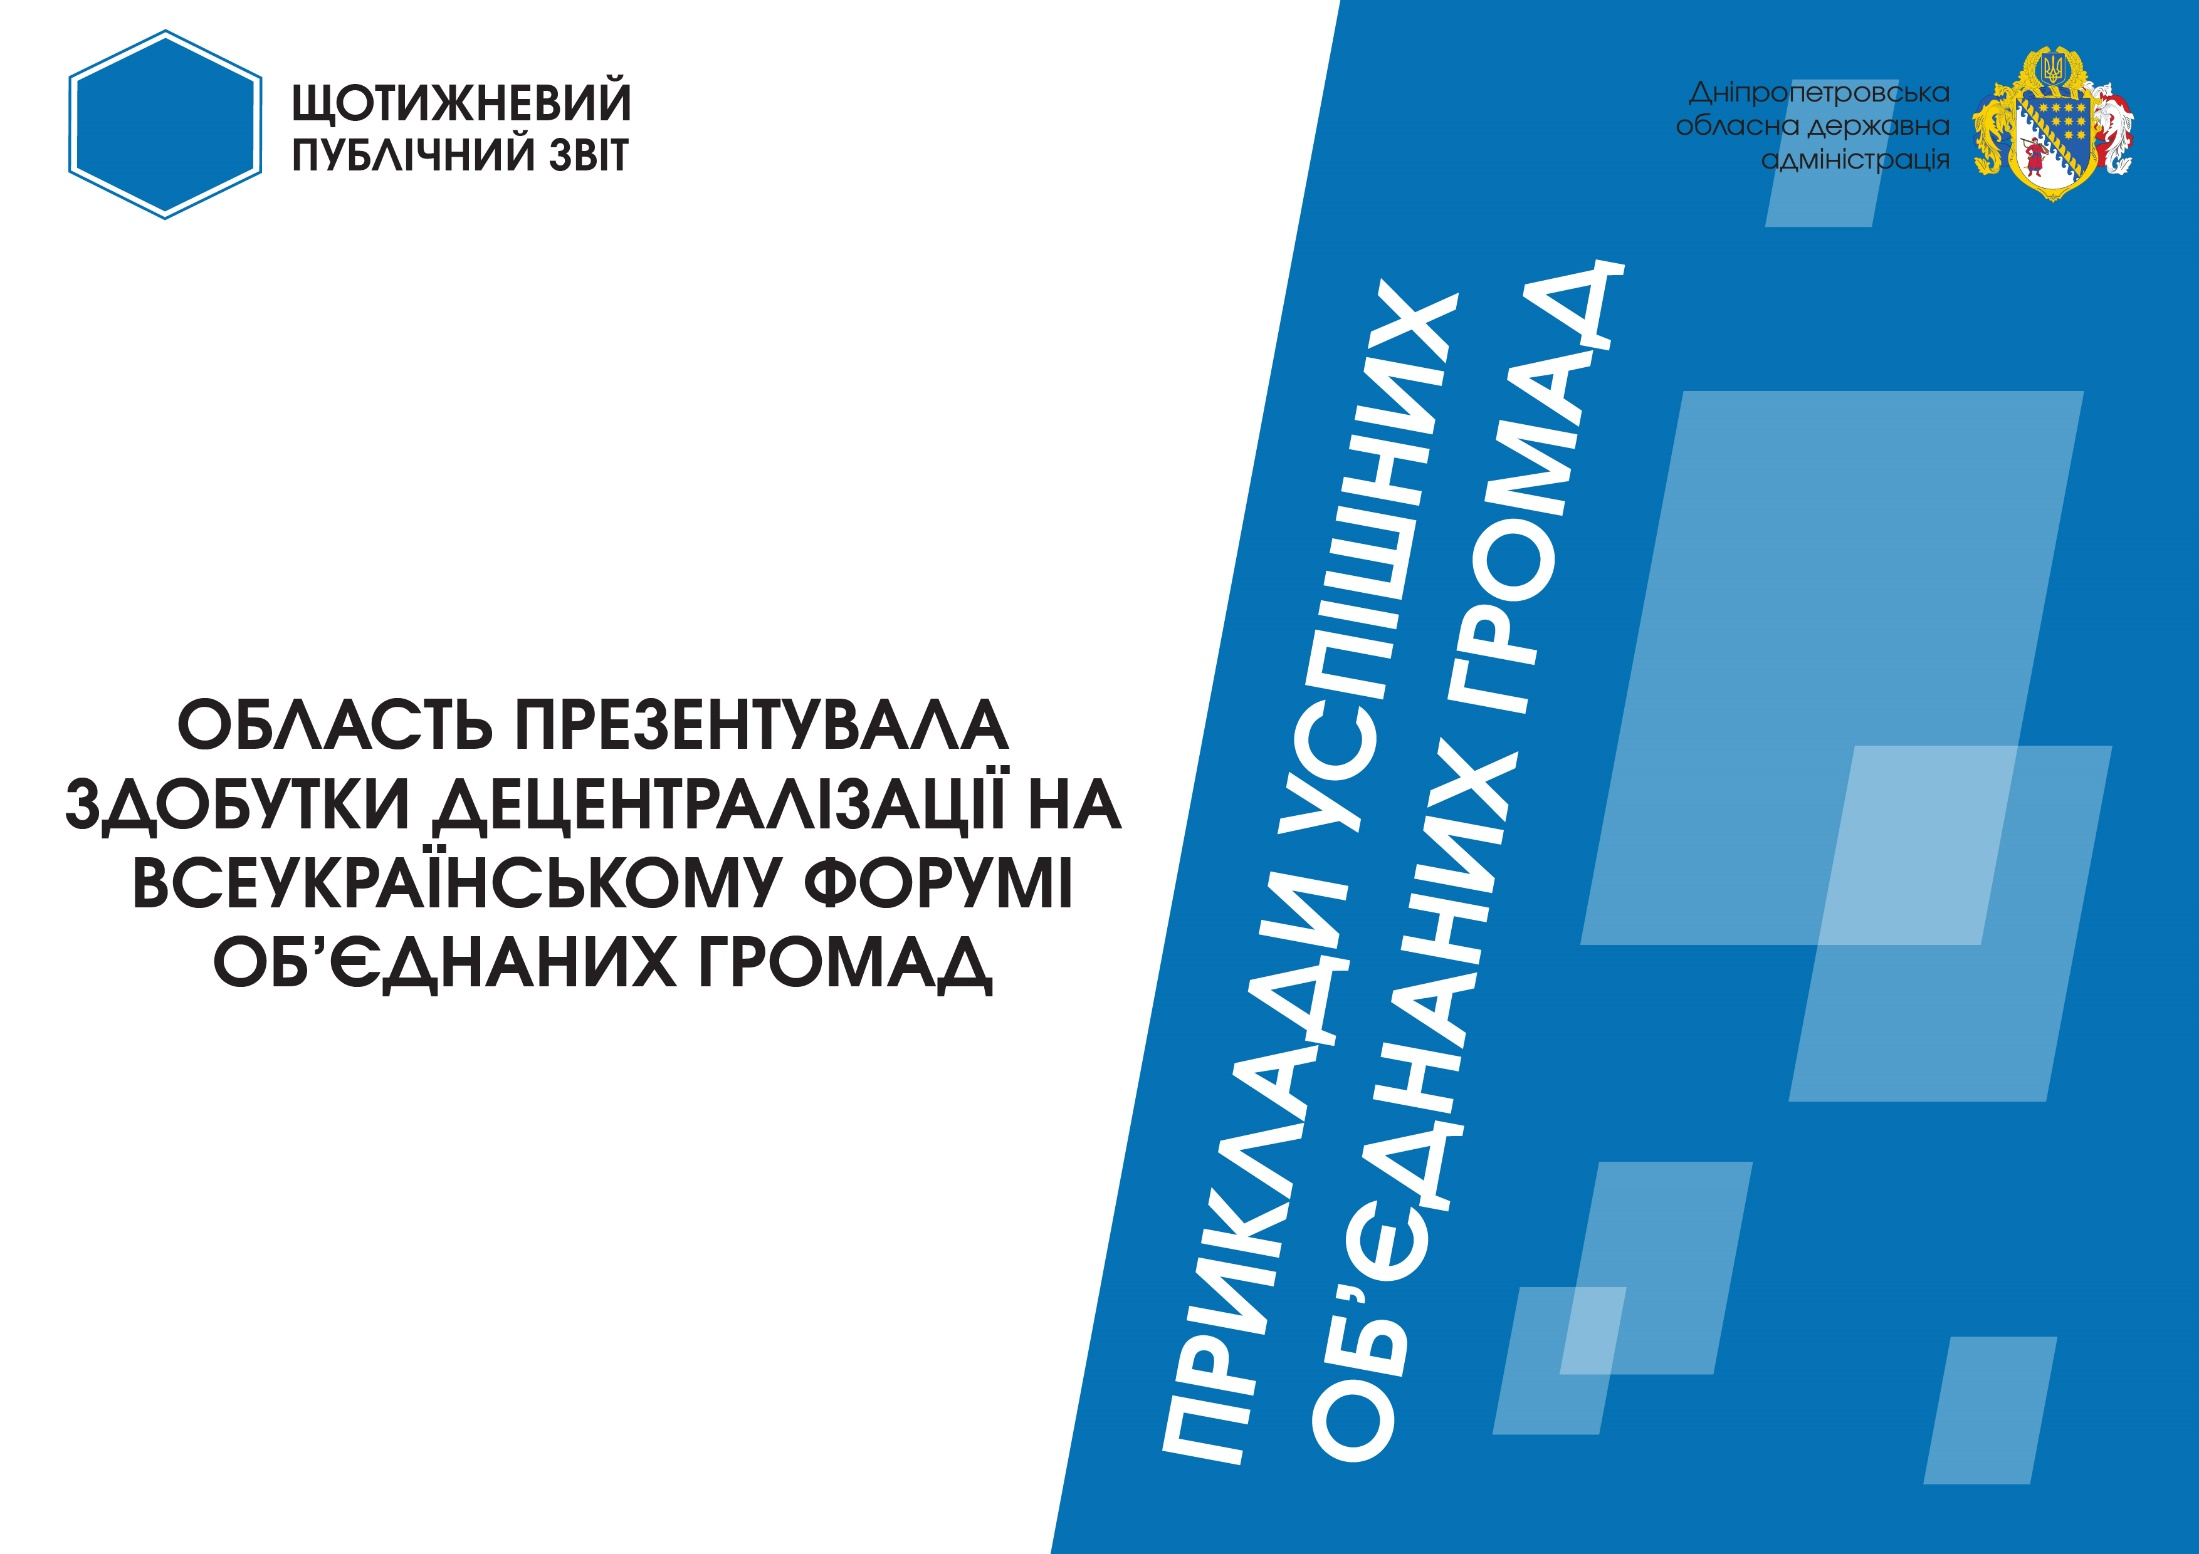 ЩОТИЖНЕВИЙ
ПУБЛІЧНИЙ ЗВІТ
Дніпропетровська
обласна державна
адміністрація
ОБЛАСТЬ ПРЕЗЕНТУВАЛА
ЗДОБУТКИ ДЕЦЕНТРАЛІЗАЦІЇ НА
ВСЕУКРАЇНСЬКОМУ ФОРУМІ
ОБ’ЄДНАНИХ ГРОМАД
ПРИКЛАДИ УСПІШНИХ
ОБ’ЄДНАНИХ ГРОМАД